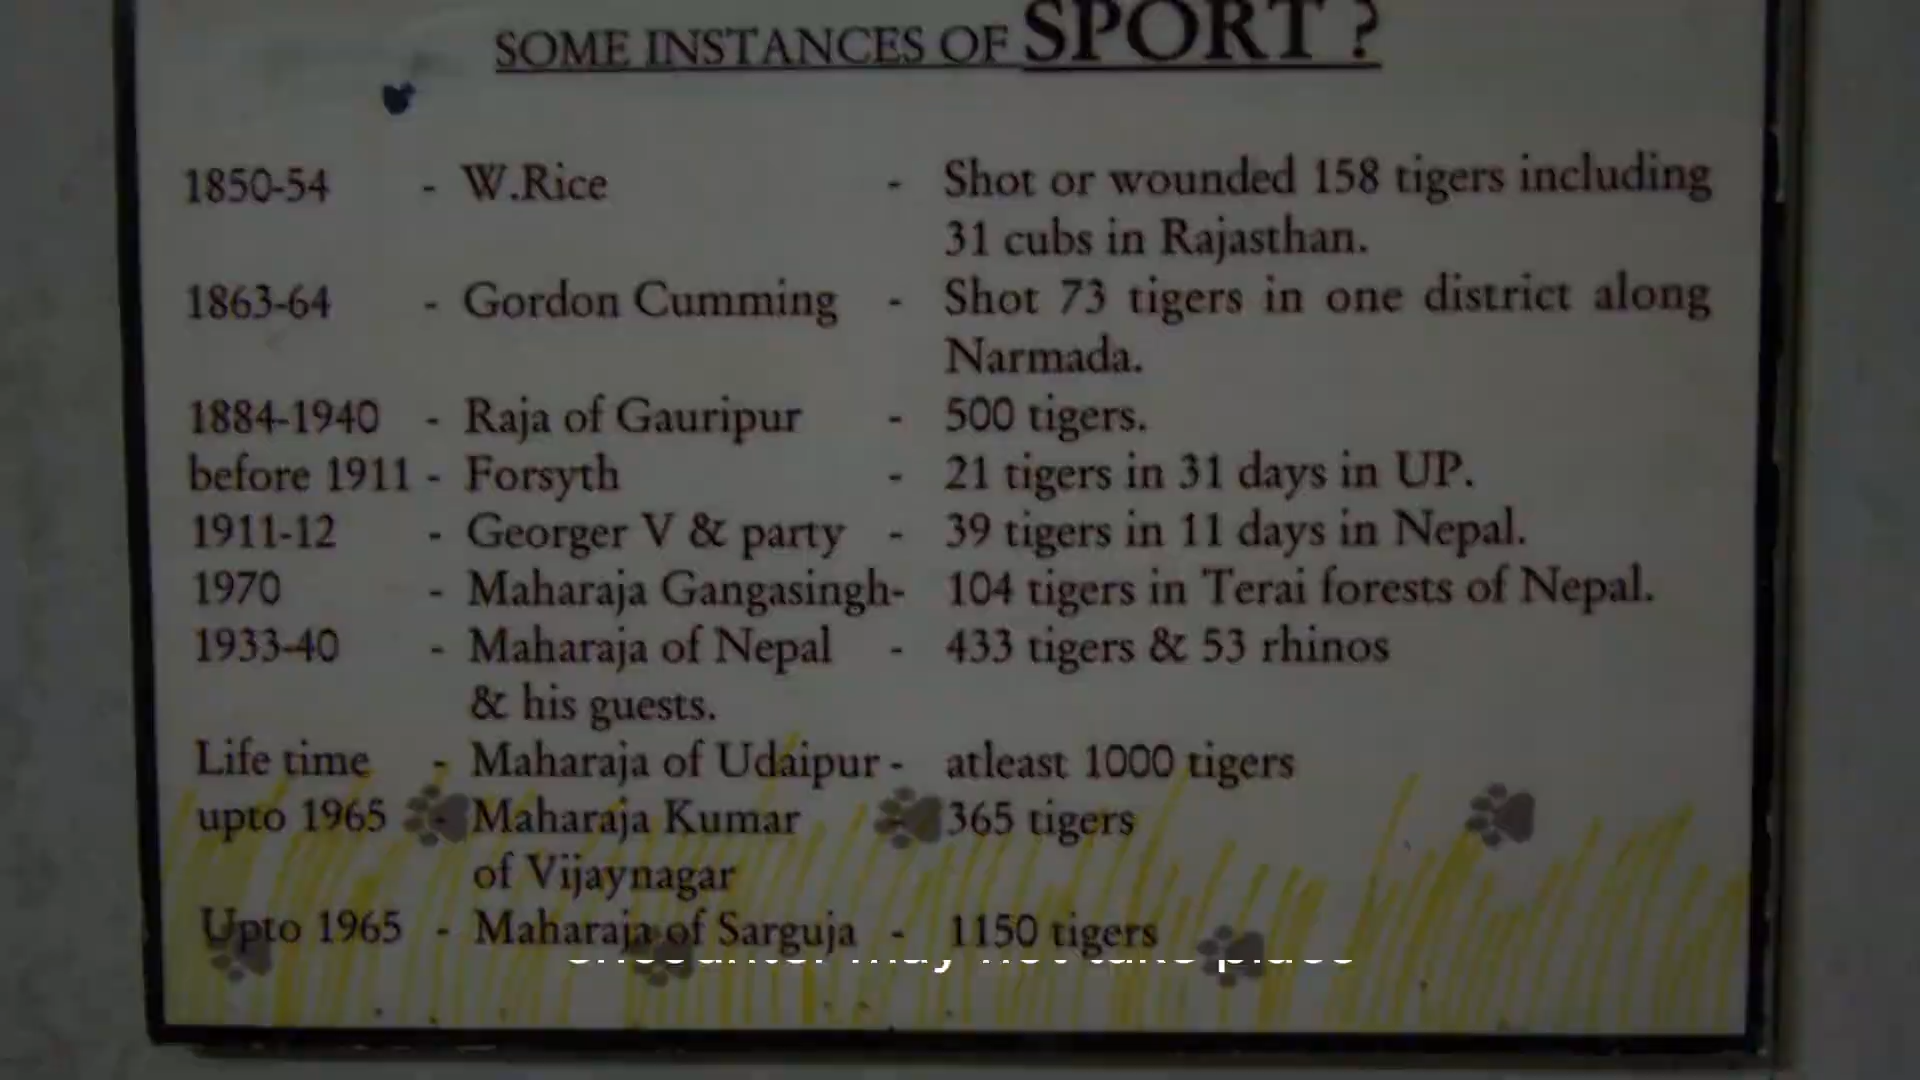 SOME INSTANCES OF SPORT ?
1850-54 - W.Rice - Shot or wounded 158 tigers including
31 cubs in Rajasthan.
1863-64 - Gordon Cumming - Shot 73 tigers in one district along
Narmada.
1884-1940 - Raja of Gauripur - 500 tigers.
before 1911 - Forsyth - 21 tigers in 31 days in UP.
1911-12 - Georger V & party - 39 tigers in 11 days in Nepal.
1970 - Maharaja Gangasingh- 104 tigers in Terai forests of Nepal.
1933-40 - Maharaja of Nepal - 433 tigers & 53 rhinos
& his guests.
Life time - Maharaja of Udaipur - atleast 1000 tigers
upto 1965 - Maharaja Kumar - 365 tigers
of Vijaynagar
Upto 1965 - Maharaja of Sarguja - 1150 tigers
may not take place